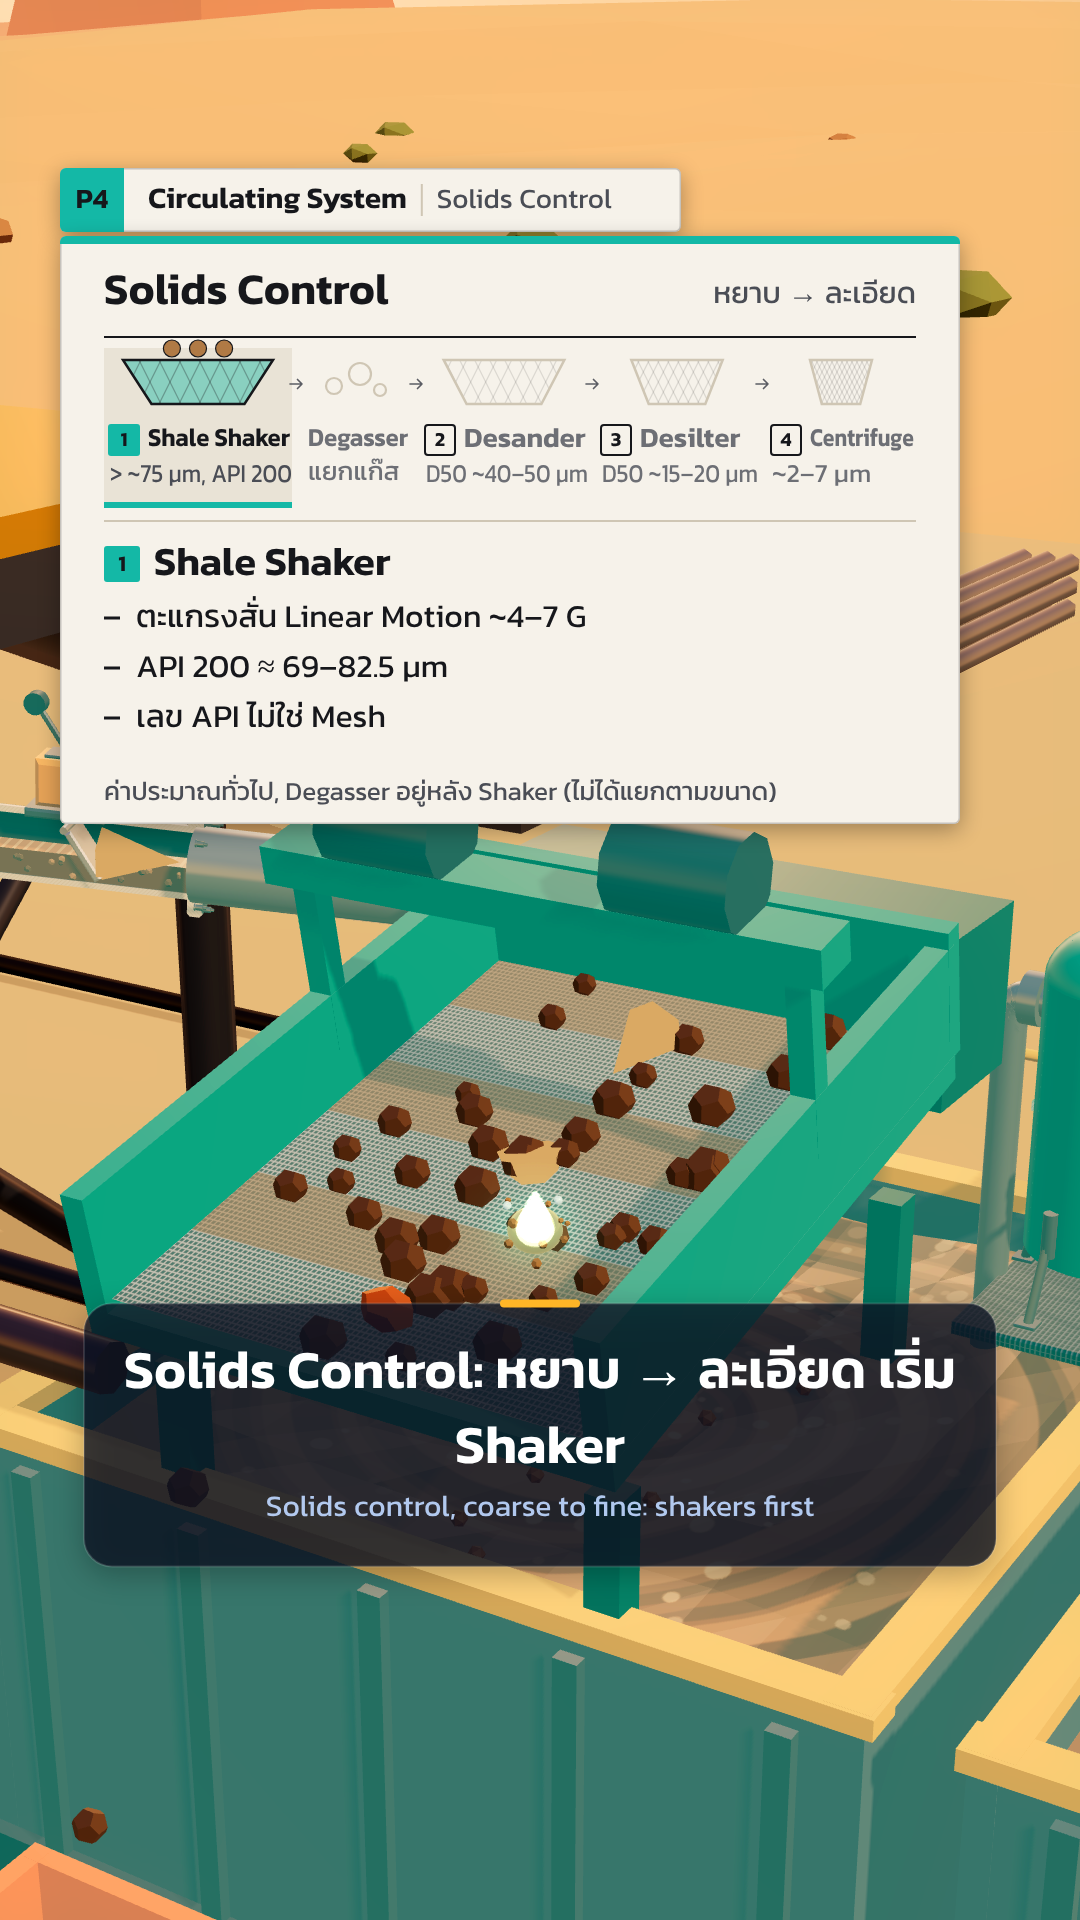 P4 Circulating System | Solids Control
Solids Control หยาบ → ละเอียด
→ → → →
1 Shale Shaker Degasser 2 Desander 3 Desilter 4 Centrifuge
> ~75 µm, API 200 แยกแก๊ส D50 ~40–50 µm D50 ~15–20 µm ~2–7 µm
1 Shale Shaker
– ตะแกรงสั่น Linear Motion ~4–7 G
– API 200 ≈ 69–82.5 µm
– เลข API ไม่ใช่ Mesh
ค่าประมาณทั่วไป, Degasser อยู่หลัง Shaker (ไม่ได้แยกตามขนาด)
Solids Control: หยาบ → ละเอียด เริ่ม
Shaker
Solids control, coarse to fine: shakers first